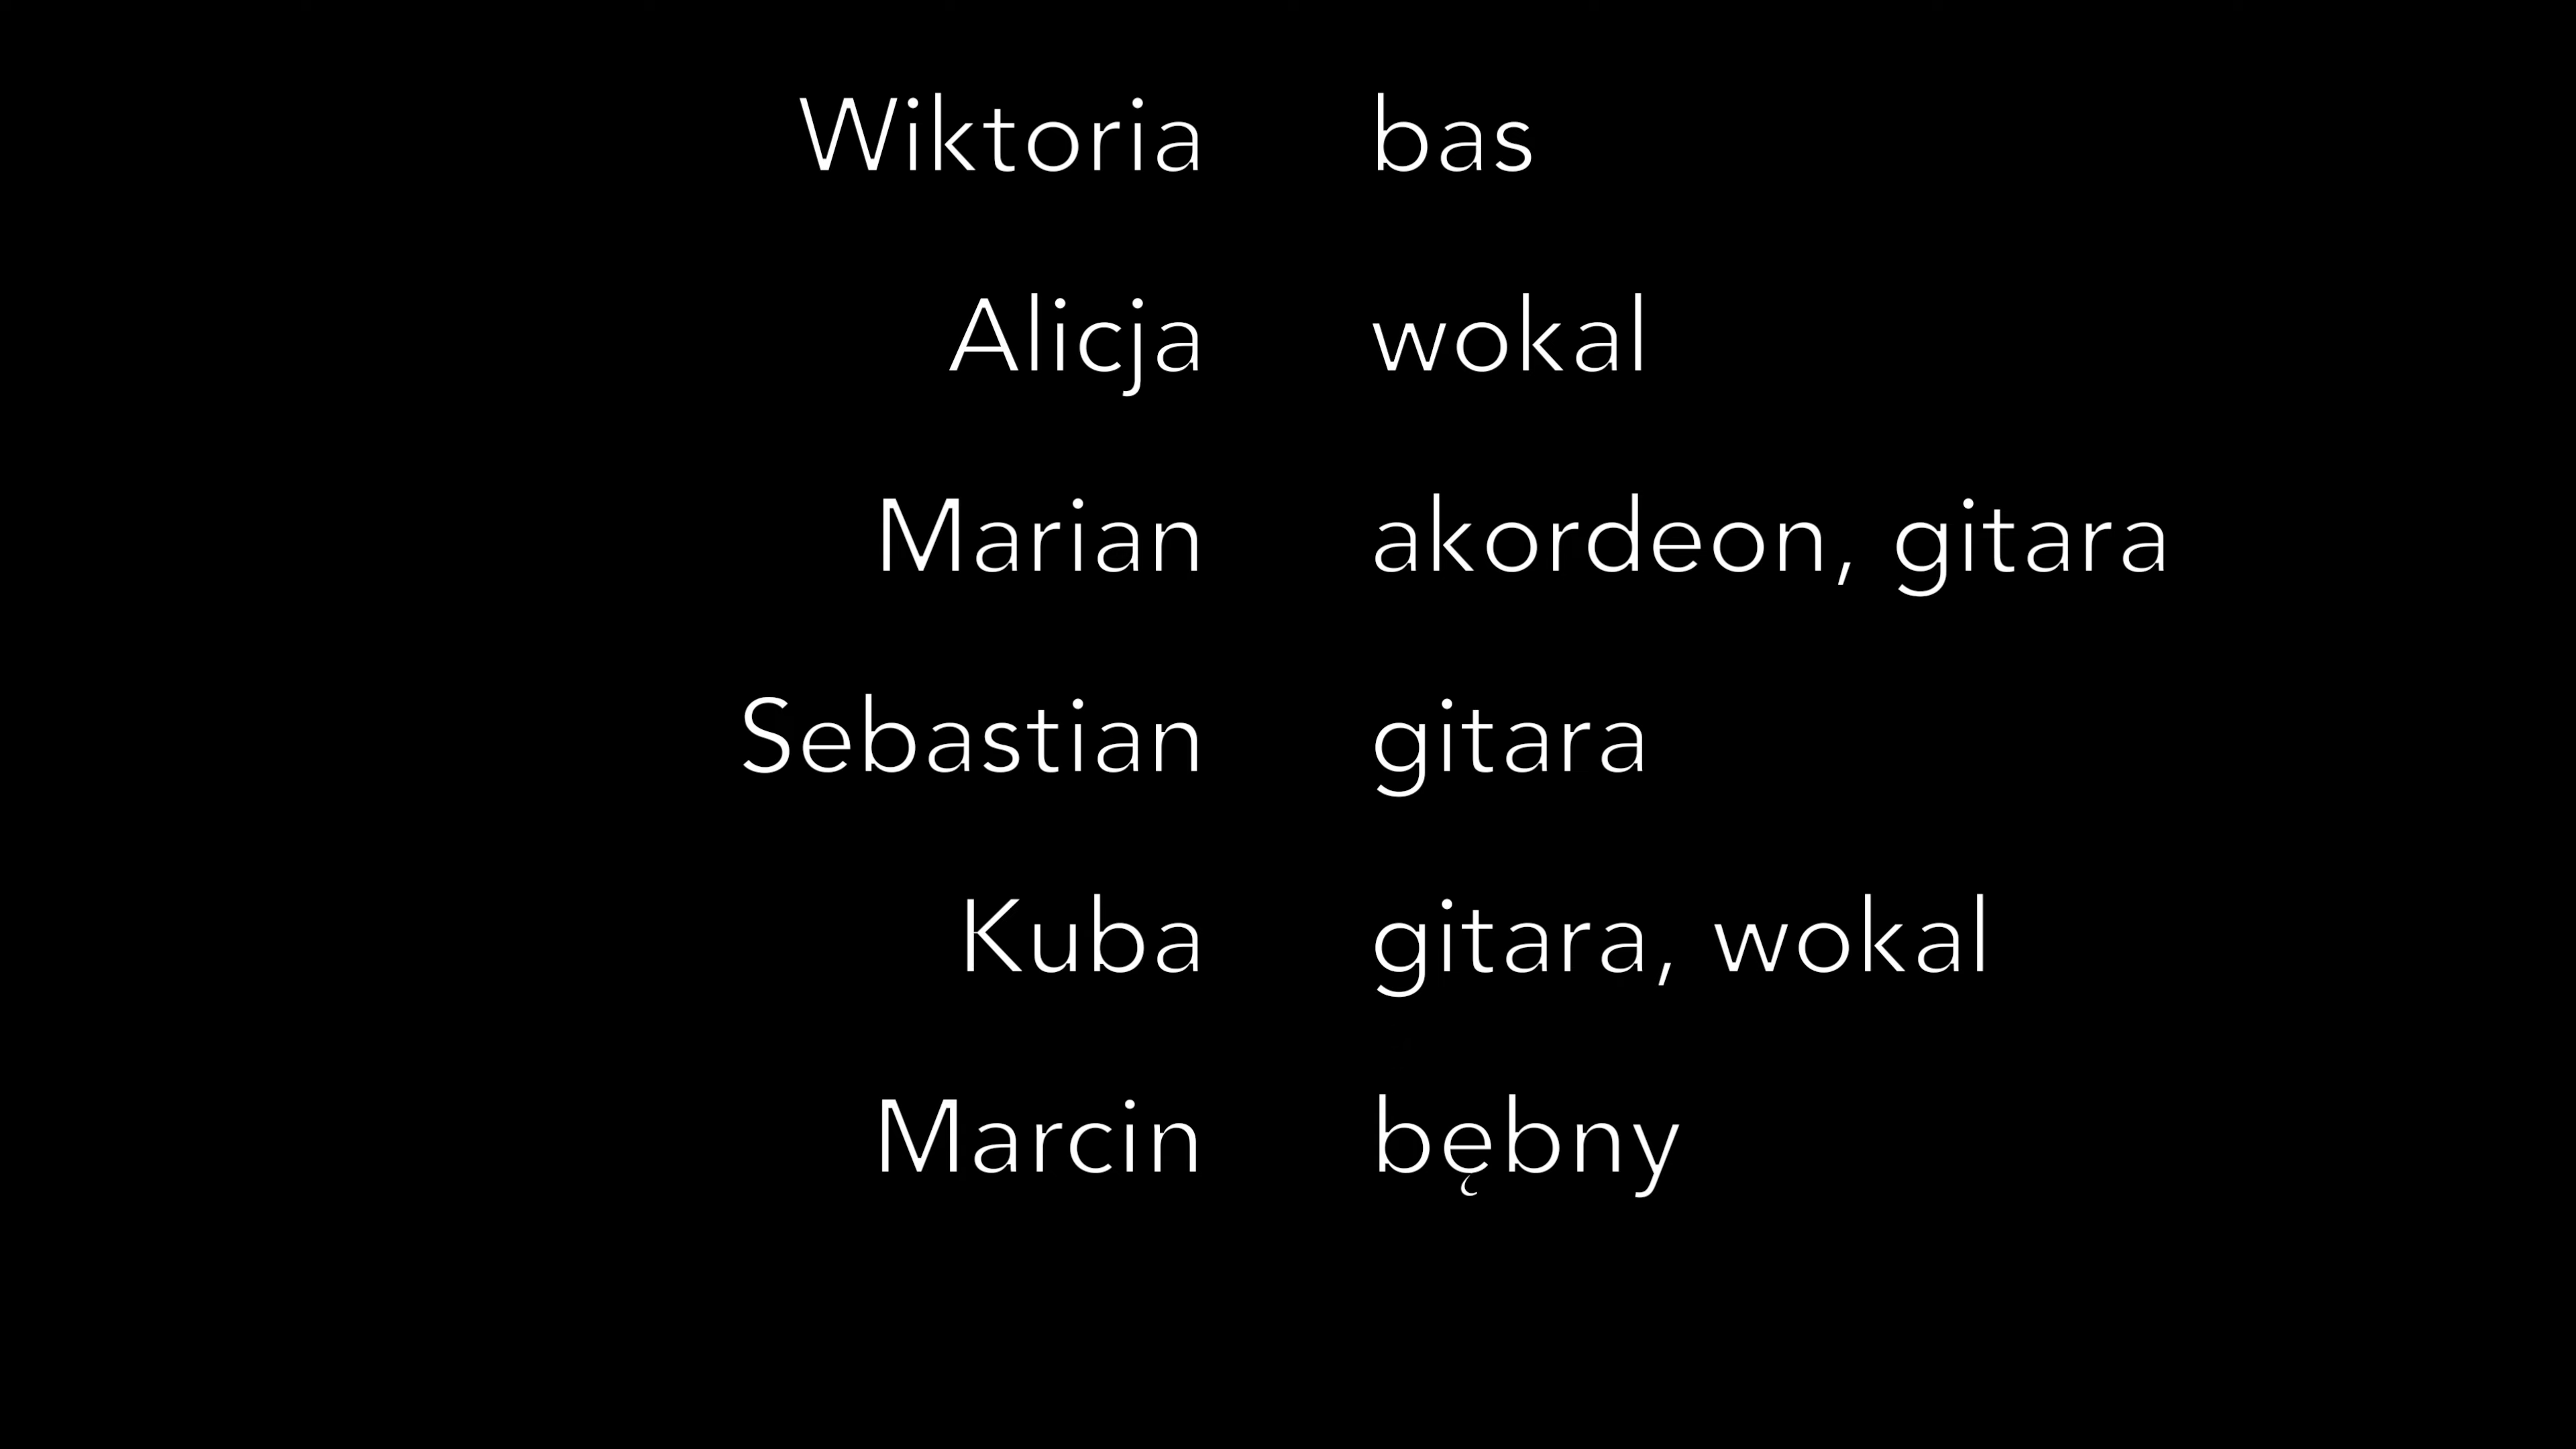 Wiktoria bas
Alicja wokal
Marian akordeon, gitara
Sebastian gitara
Kuba gitara, wokal
Marcin bębny